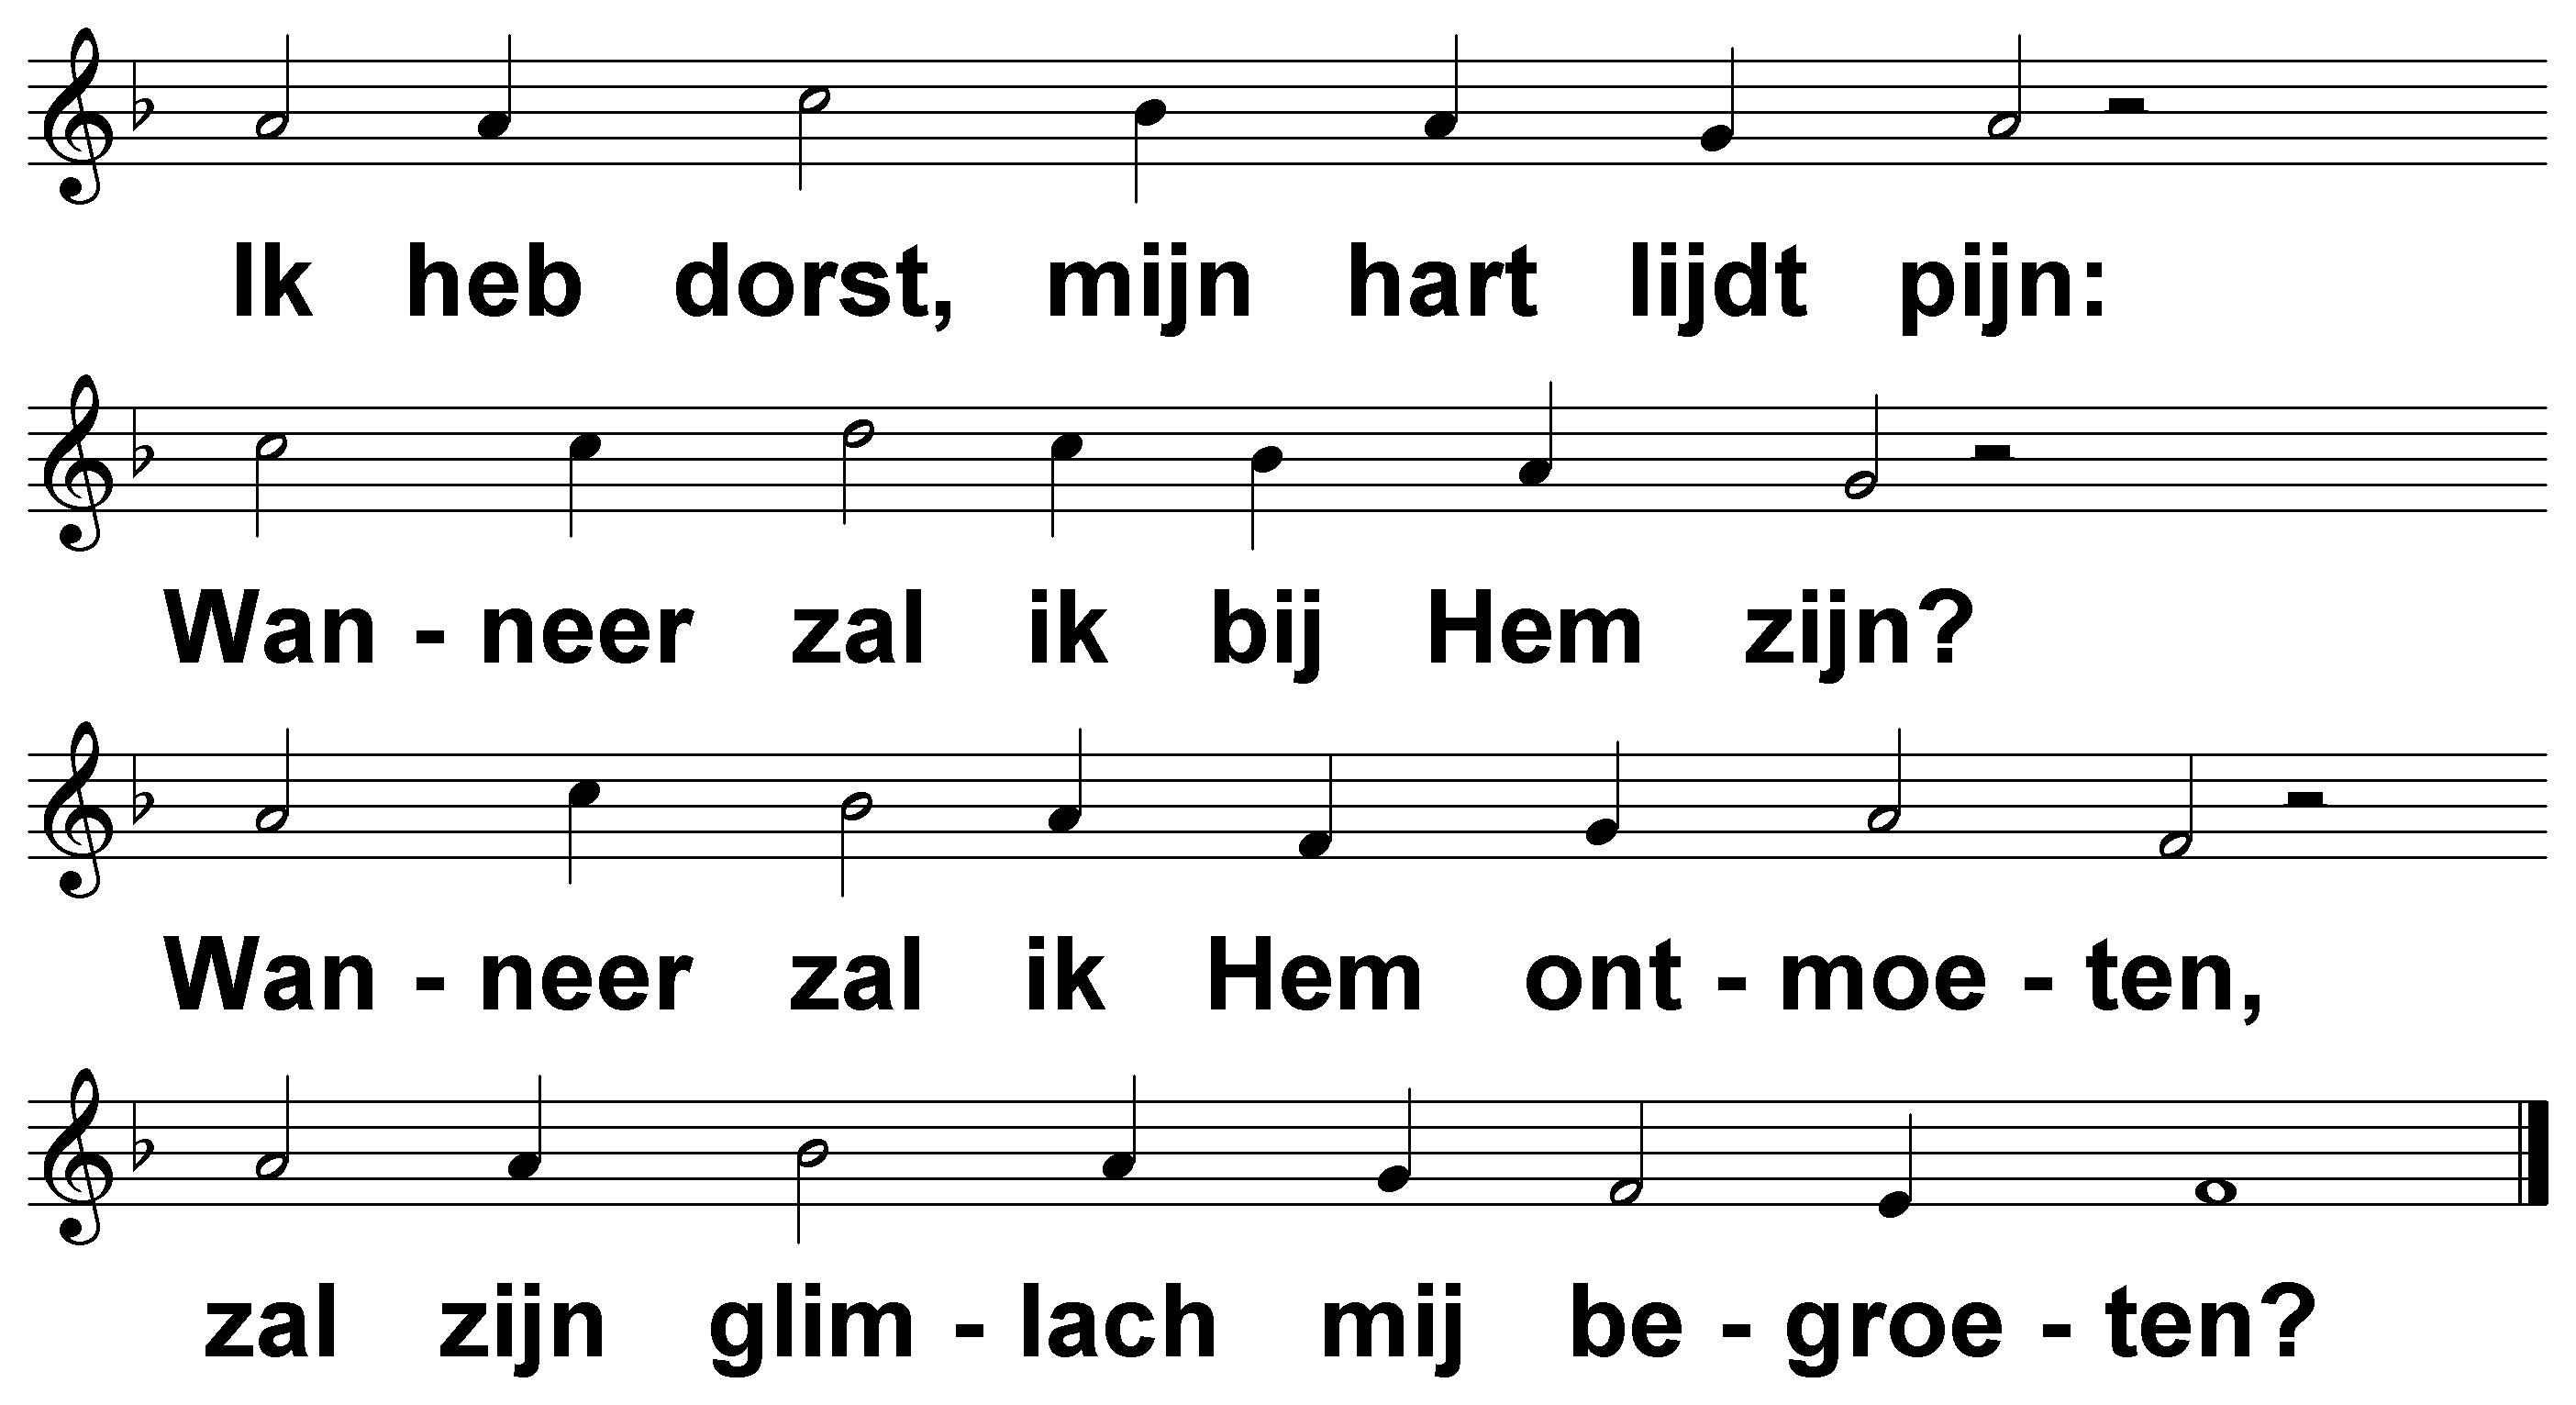 Ik heb dorst, mijn hart lijdt pijn:
Wan - neer zal ik bij Hem zijn?
Wan - neer zal ik Hem ont - moe - ten,
zal zijn glim - lach mij be - groe - ten?